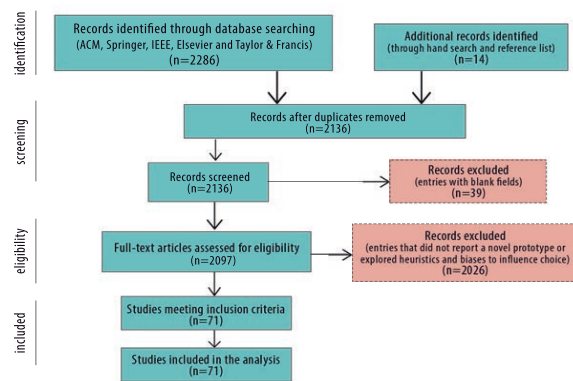 identification
Records identified through database searching
(ACM, Springer, IEEE, Elsevier and Taylor & Francis)
(n=2286)
Additional records identified
(through hand search and reference list)
(n=14)
screening
Records after duplicates removed
(n=2136)
Records screened
(n=2136)
Records excluded
(entries with blank fields)
(n=39)
eligibility
Full-text articles assessed for eligibility
(n=2097)
Records excluded
(entries that did not report a novel prototype or
explored heuristics and biases to influence choice)
(n=2026)
included
Studies meeting inclusion criteria
(n=71)
Studies included in the analysis
(n=71)